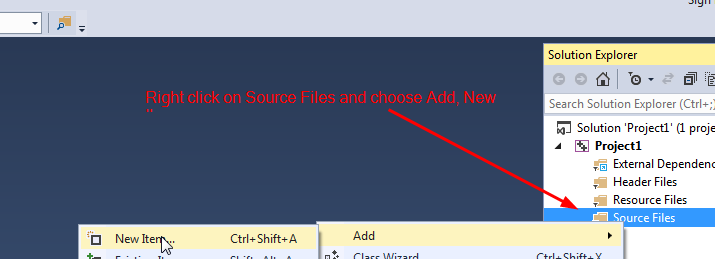 Sign
Solution Explorer
Right click on Source Files and choose Add, New
Search Solution Explorer (Ctrl+;)
Solution 'Project1' (1 proje
Project1
External Dependenc
Header Files
Resource Files
Source Files
New Item... Ctrl+Shift+A
Add
Existing Item... Shift+Alt+A
Class Wizard... Ctrl+Shift+X